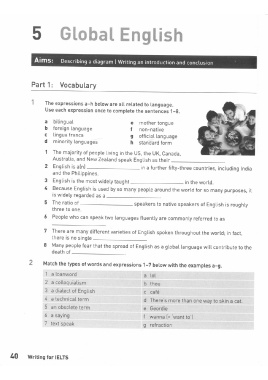 5 Global English
Aims: Describing a diagram | Writing an introduction and conclusion
Part 1: Vocabulary
1 The expressions a–h below are all related to language.
Use each expression once to complete the sentences 1–8.
a bilingual e mother tongue
b foreign language f non-native
c lingua franca g official language
d minority languages h standard form
1 The majority of people living in the US, the UK, Canada,
Australia, and New Zealand speak English as their
2 English is a/an in a further fifty-three countries, including India
and the Philippines.
3 English is the most widely taught in the world.
4 Because English is used by so many people around the world for so many purposes, it
is widely regarded as a
5 The ratio of speakers to native speakers of English is roughly
three to one.
6 People who can speak two languages fluently are commonly referred to as
7 There are many different varieties of English spoken throughout the world; in fact,
there is no single
8 Many people fear that the spread of English as a global language will contribute to the
death of
2 Match the types of words and expressions 1–7 below with the examples a–g.
1 a loanword a lol
2 a colloquialism b thou
3 a dialect of English c café
4 a technical term d There's more than one way to skin a cat.
5 an obsolete term e Geordie
6 a saying f wanna (= 'want to')
7 text speak g refraction
40 Writing for IELTS